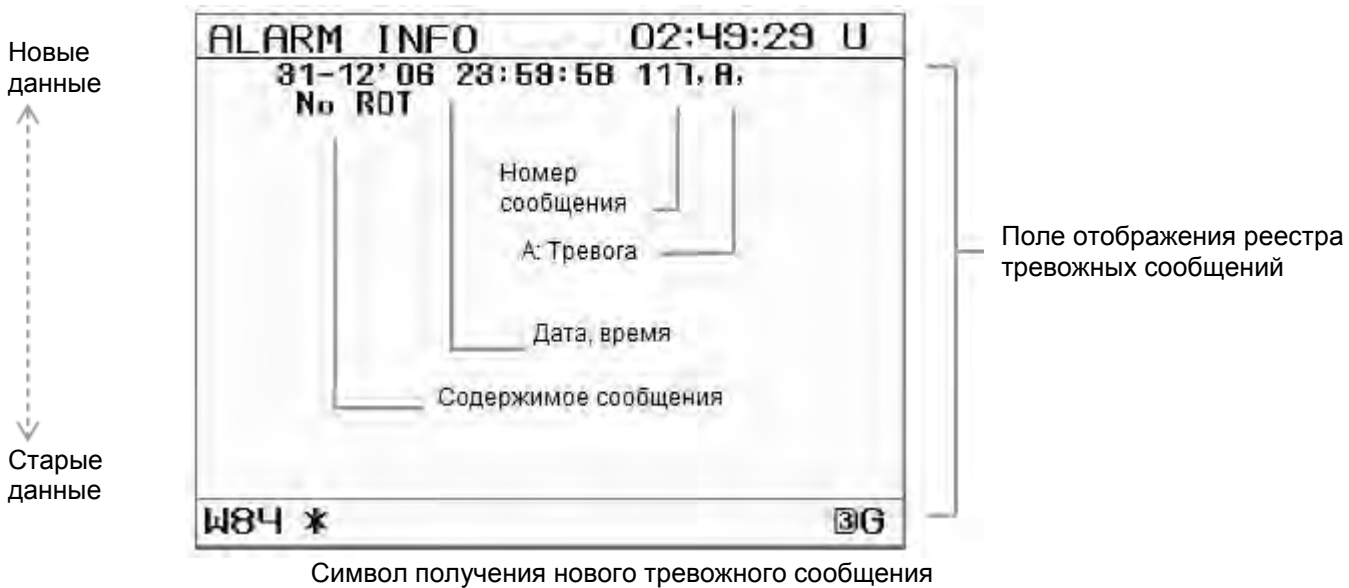 ALARM INFO 02:49:29 U
Новые
данные
31-12'06 23:59:58 117, A,
No ROT
Номер
сообщения
A: Тревога
Поле отображения реестра
тревожных сообщений
Дата, время
Содержимое сообщения
Старые
данные
W84 * 3G
Символ получения нового тревожного сообщения